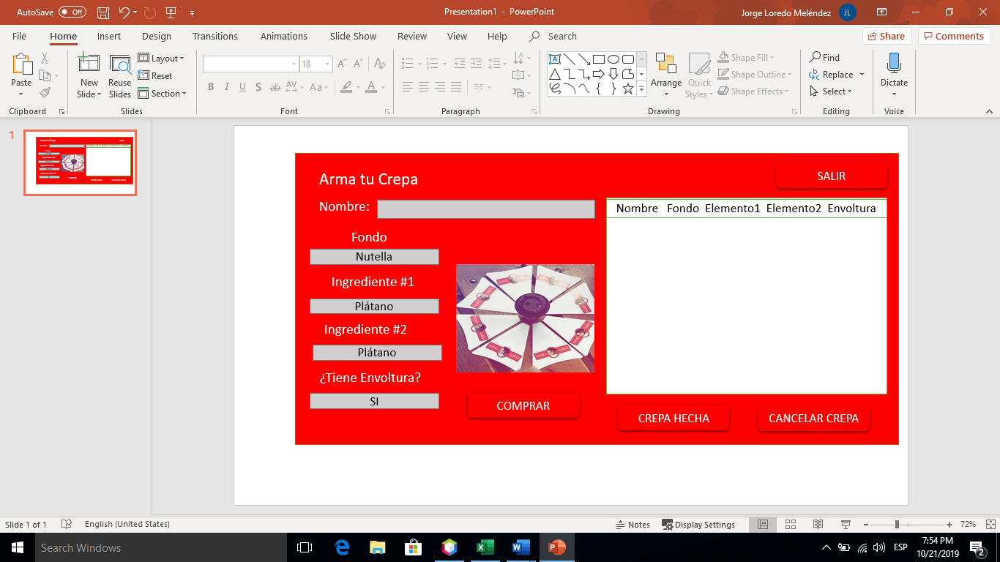 AutoSave Off
Presentation1 - PowerPoint
Jorge Loredo Meléndez JL
File Home Insert Design Transitions Animations Slide Show Review View Help Search
Share Comments
Paste
New Slide
Reuse Slides
Layout
Reset
Section
18
B I U S ab AV Aa A
Arrange
Quick Styles
Shape Fill
Shape Outline
Shape Effects
Find
Replace
Select
Dictate
Clipboard Slides Font Paragraph Drawing Editing Voice
1
Arma tu Crepa
SALIR
Nombre:
Nombre Fondo Elemento1 Elemento2 Envoltura
Fondo
Nutella
Ingrediente #1
Plátano
Ingrediente #2
Plátano
¿Tiene Envoltura?
SI
COMPRAR
CREPA HECHA
CANCELAR CREPA
Slide 1 of 1 English (United States) Notes Display Settings 72%
Search Windows
ESP
7:54 PM
10/21/2019
2